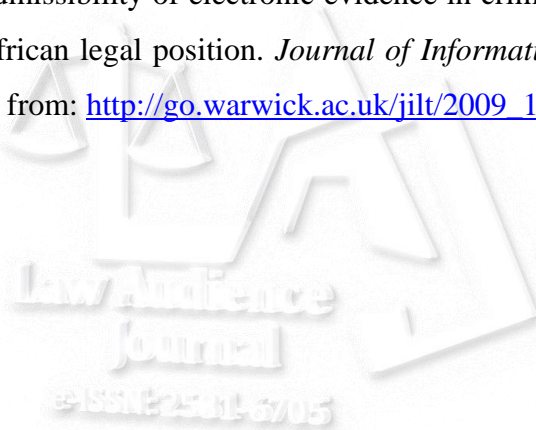 dmissibility of electronic evidence in crim
frican legal position. Journal of Informati
from: http://go.warwick.ac.uk/jilt/2009_1
Law Audience
Journal
e-ISSN: 2581-6705